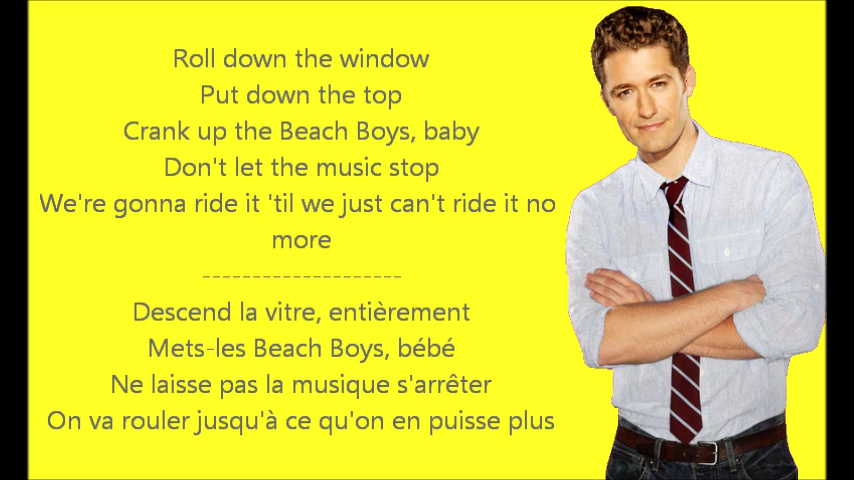 Roll down the window
Put down the top
Crank up the Beach Boys, baby
Don't let the music stop
We're gonna ride it 'til we just can't ride it no
more
--------------------
Descend la vitre, entièrement
Mets-les Beach Boys, bébé
Ne laisse pas la musique s'arrêter
On va rouler jusqu'à ce qu'on en puisse plus